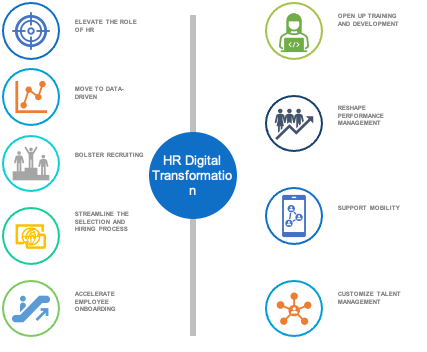 ELEVATE THE ROLE
OF HR
MOVE TO DATA-
DRIVEN
BOLSTER RECRUITING
STREAMLINE THE
SELECTION AND
HIRING PROCESS
ACCELERATE
EMPLOYEE
ONBOARDING
HR Digital
Transformatio
n
OPEN UP TRAINING
AND DEVELOPMENT
RESHAPE
PERFORMANCE
MANAGEMENT
SUPPORT MOBILITY
CUSTOMIZE TALENT
MANAGEMENT